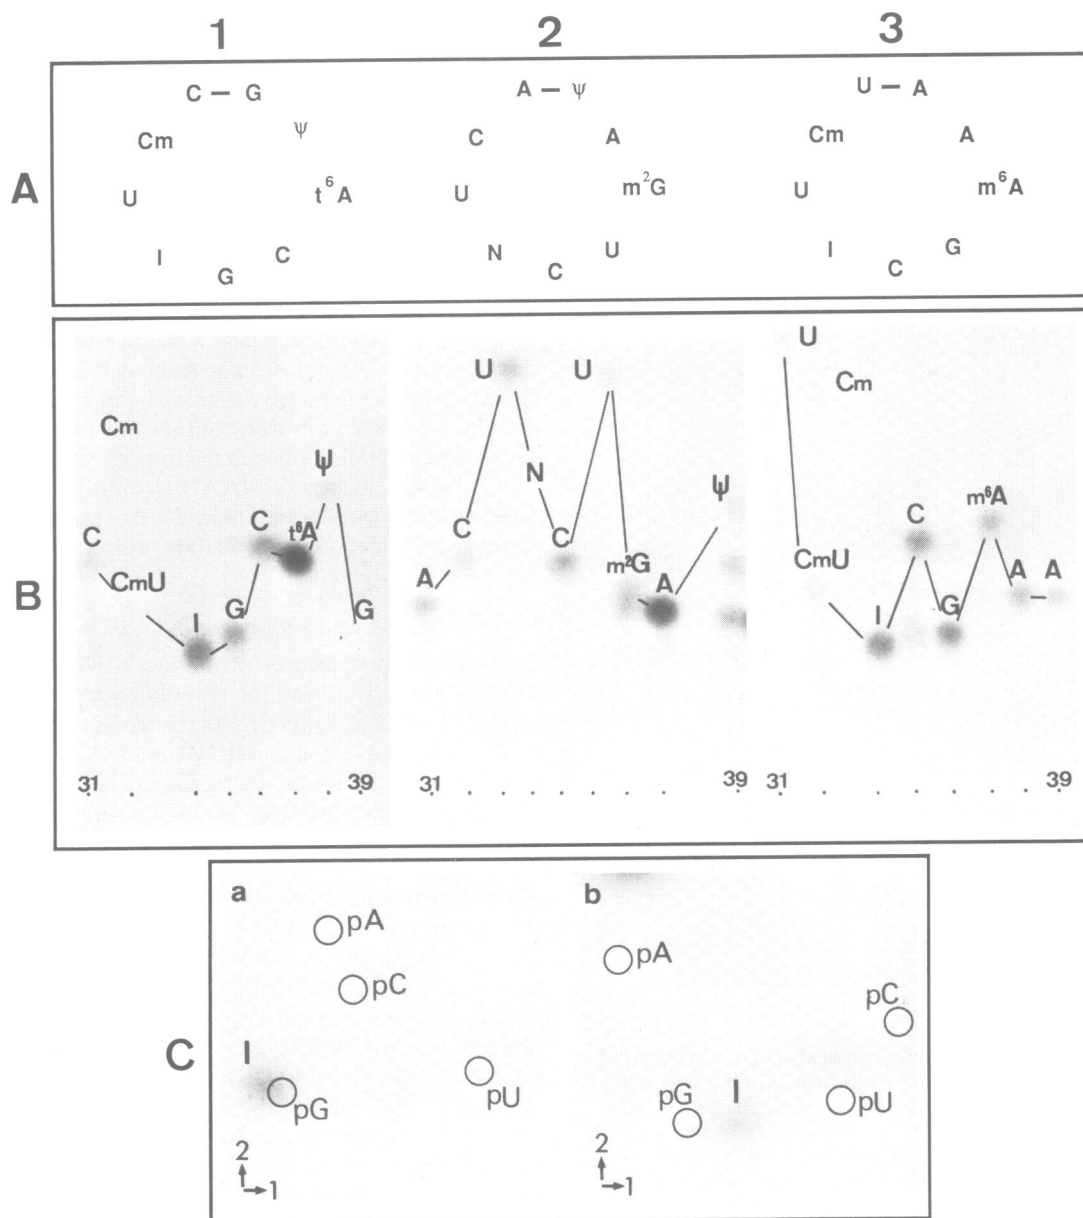 1 2 3
A
C – G
Cm ψ
U t⁶A
I C
G
A – ψ
C A
U m²G
N U
C
U – A
Cm A
U m⁶A
I G
C
B
Cm
C
CmU
I
G
C
t⁶A
ψ
G
31 39
A
C
U
N
C
U
m²G
A
ψ
31 39
U
Cm
CmU
I
C
G
m⁶A
A
A
31 39
C
a
pA
pC
I
pG
pU
2
1
b
pA
pC
pG
I
pU
2
1